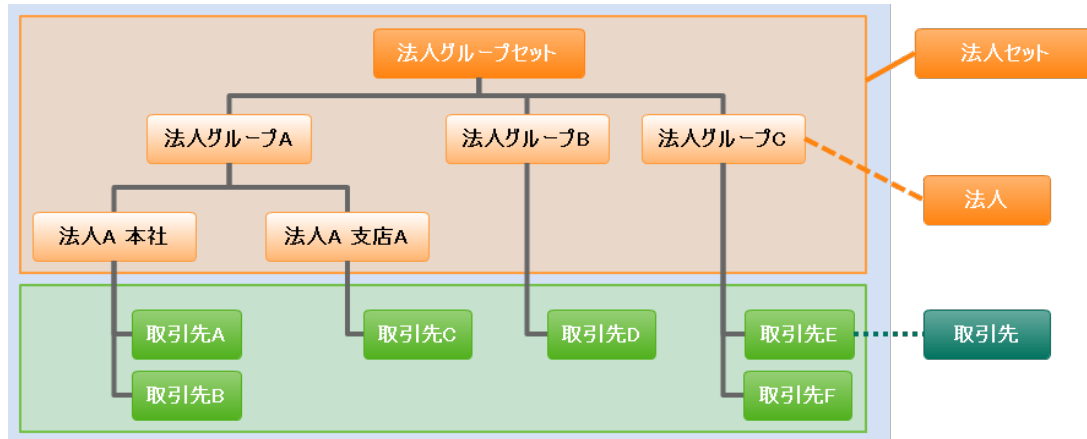 法人グループセット
法人セット
法人グループA
法人グループB
法人グループC
法人
法人A 本社
法人A 支店A
取引先A
取引先C
取引先D
取引先E
取引先
取引先B
取引先F